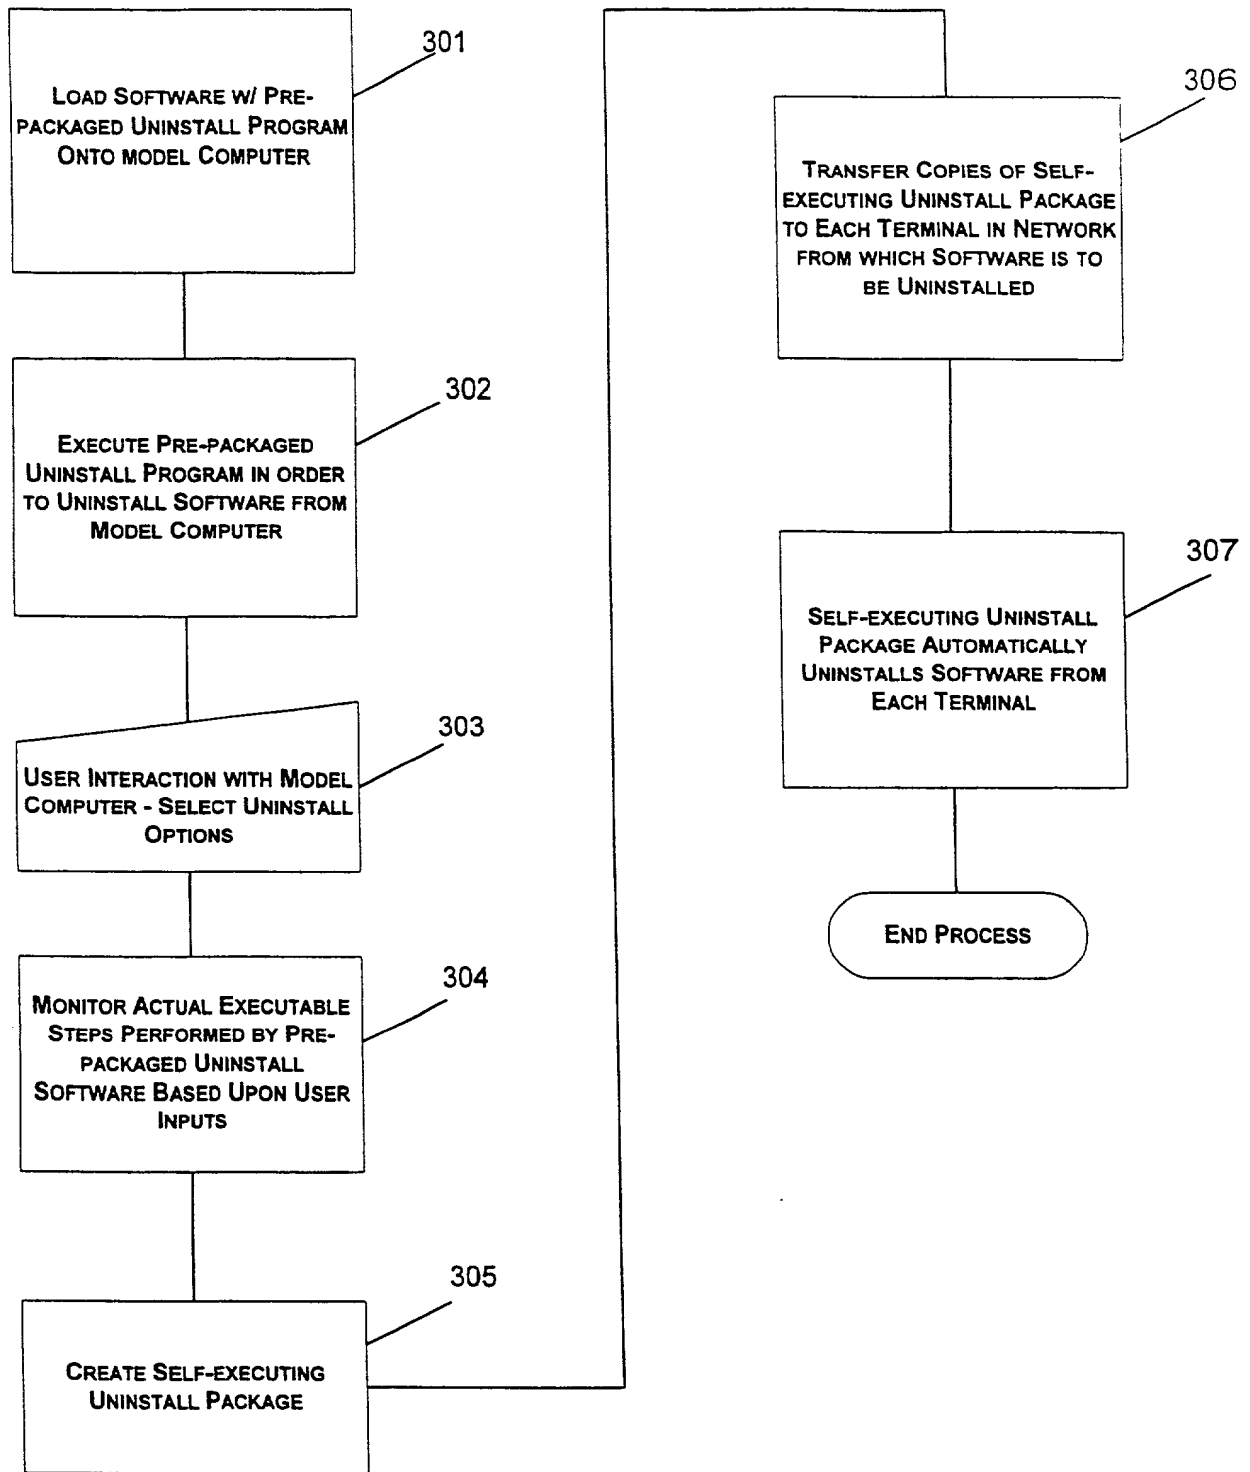 301
LOAD SOFTWARE W/ PRE-
PACKAGED UNINSTALL PROGRAM
ONTO MODEL COMPUTER
302
EXECUTE PRE-PACKAGED
UNINSTALL PROGRAM IN ORDER
TO UNINSTALL SOFTWARE FROM
MODEL COMPUTER
303
USER INTERACTION WITH MODEL
COMPUTER - SELECT UNINSTALL
OPTIONS
304
MONITOR ACTUAL EXECUTABLE
STEPS PERFORMED BY PRE-
PACKAGED UNINSTALL
SOFTWARE BASED UPON USER
INPUTS
305
CREATE SELF-EXECUTING
UNINSTALL PACKAGE
306
TRANSFER COPIES OF SELF-
EXECUTING UNINSTALL PACKAGE
TO EACH TERMINAL IN NETWORK
FROM WHICH SOFTWARE IS TO
BE UNINSTALLED
307
SELF-EXECUTING UNINSTALL
PACKAGE AUTOMATICALLY
UNINSTALLS SOFTWARE FROM
EACH TERMINAL
END PROCESS